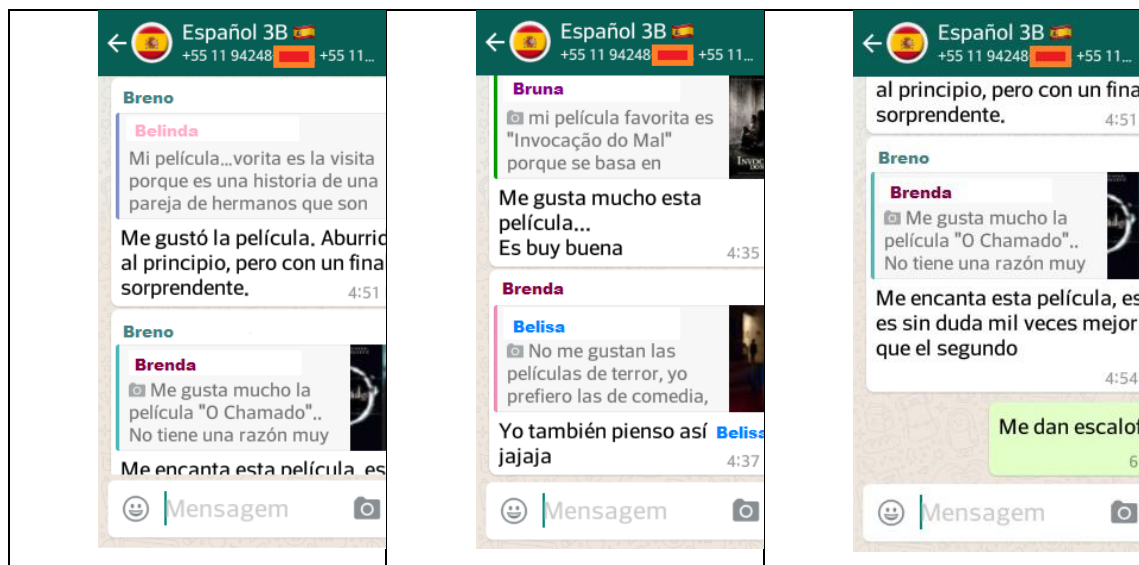 Español 3B
+55 11 94248 +55 11...
Breno
Belinda
Mi película...vorita es la visita
porque es una historia de una
pareja de hermanos que son
Me gustó la película. Aburric
al principio, pero con un fina
sorprendente.
4:51
Breno
Brenda
Me gusta mucho la
película "O Chamado"..
No tiene una razón muy
Me encanta esta película, es
Mensagem
Español 3B
+55 11 94248 +55 11...
Bruna
mi película favorita es
"Invocação do Mal"
porque se basa en
Me gusta mucho esta
película...
Es buy buena
4:35
Brenda
Belisa
No me gustan las
películas de terror, yo
prefiero las de comedia,
Yo también pienso así Belisa
jajaja
4:37
Mensagem
Español 3B
+55 11 94248 +55 11...
al principio, pero con un fina
sorprendente.
4:51
Breno
Brenda
Me gusta mucho la
película "O Chamado"..
No tiene una razón muy
Me encanta esta película, es
es sin duda mil veces mejor
que el segundo
4:54
Me dan escalof
6
Mensagem